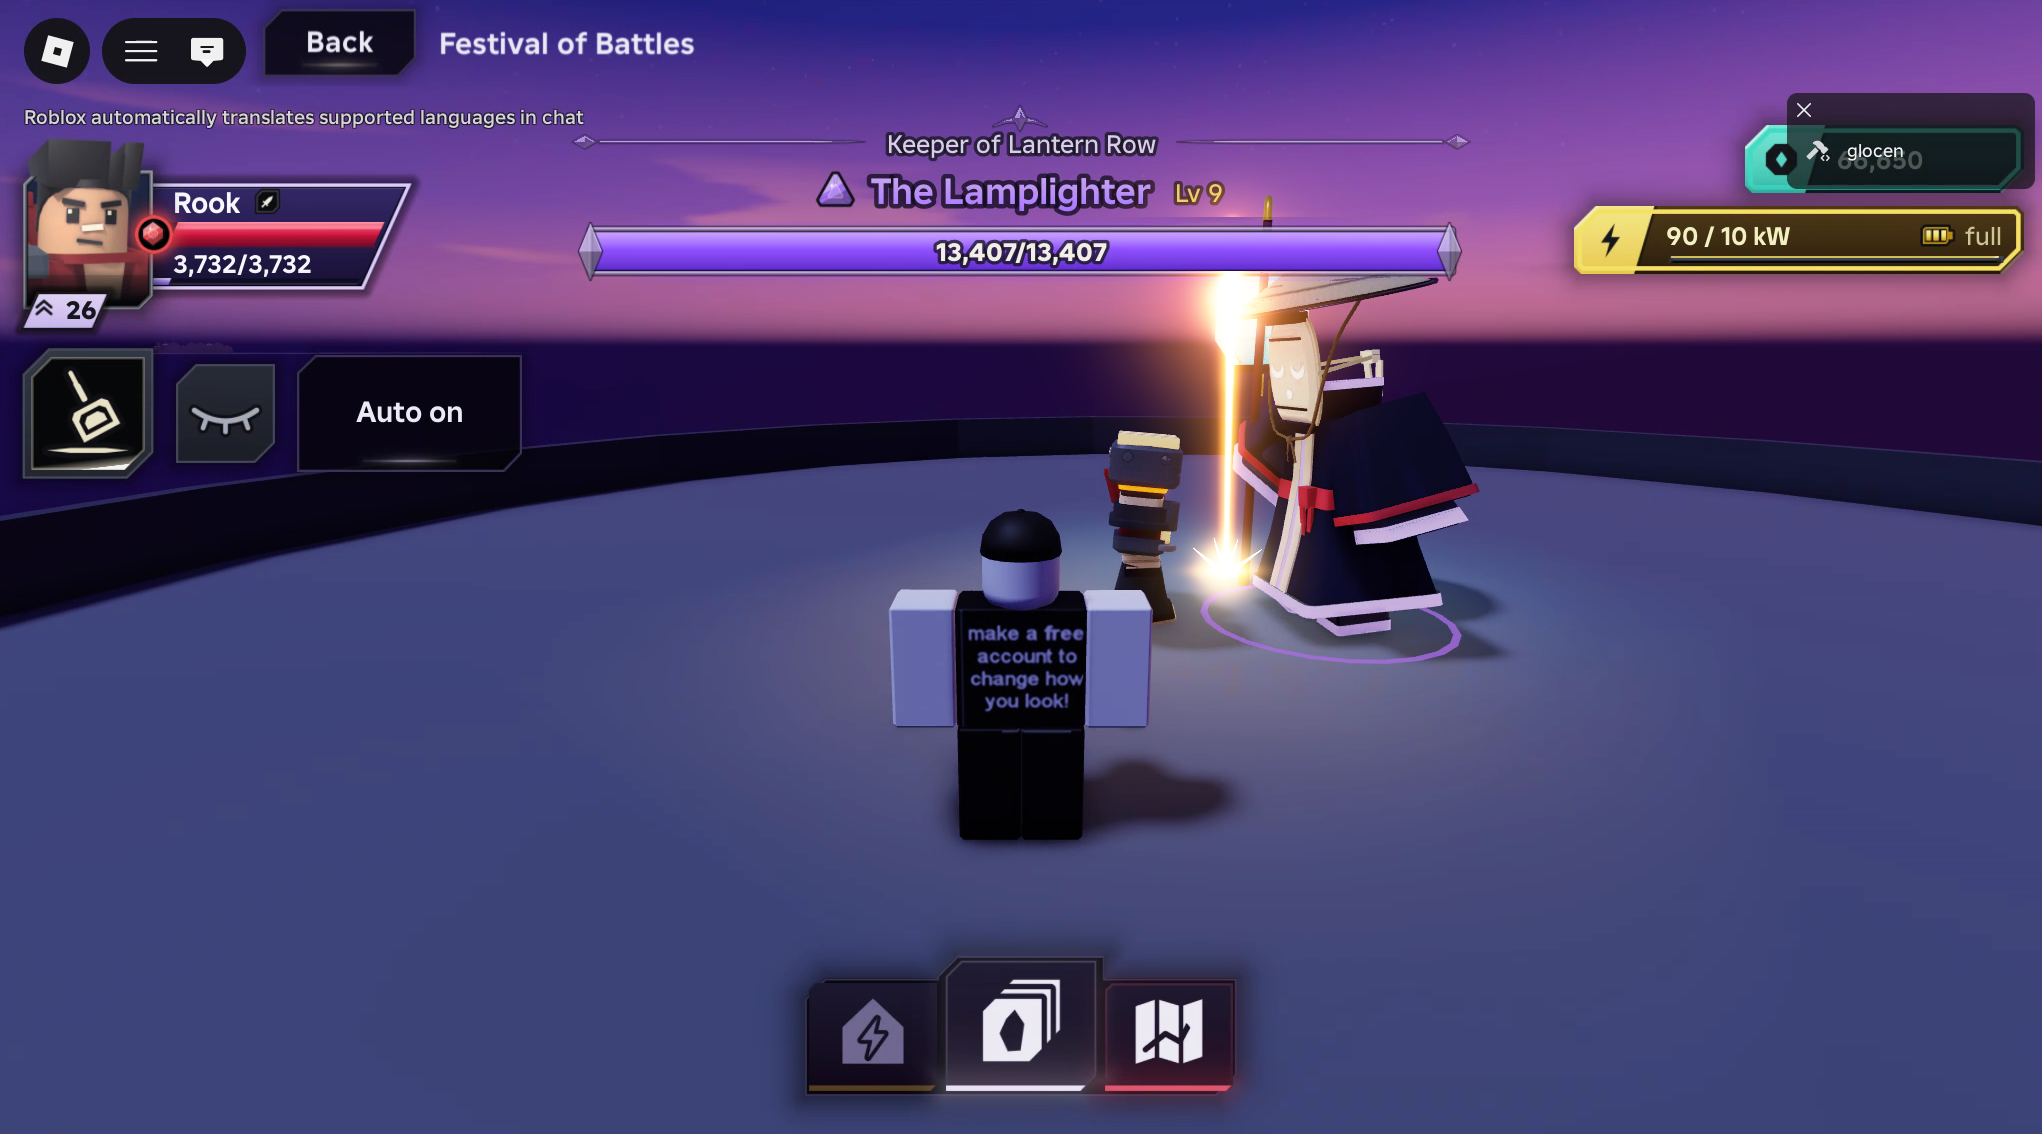 Back
Festival of Battles
Roblox automatically translates supported languages in chat
Keeper of Lantern Row
The Lamplighter Lv 9
13,407/13,407
Rook
3,732/3,732
26
glocen
66,650
90 / 10 kW
full
Auto on
make a free
account to
change how
you look!